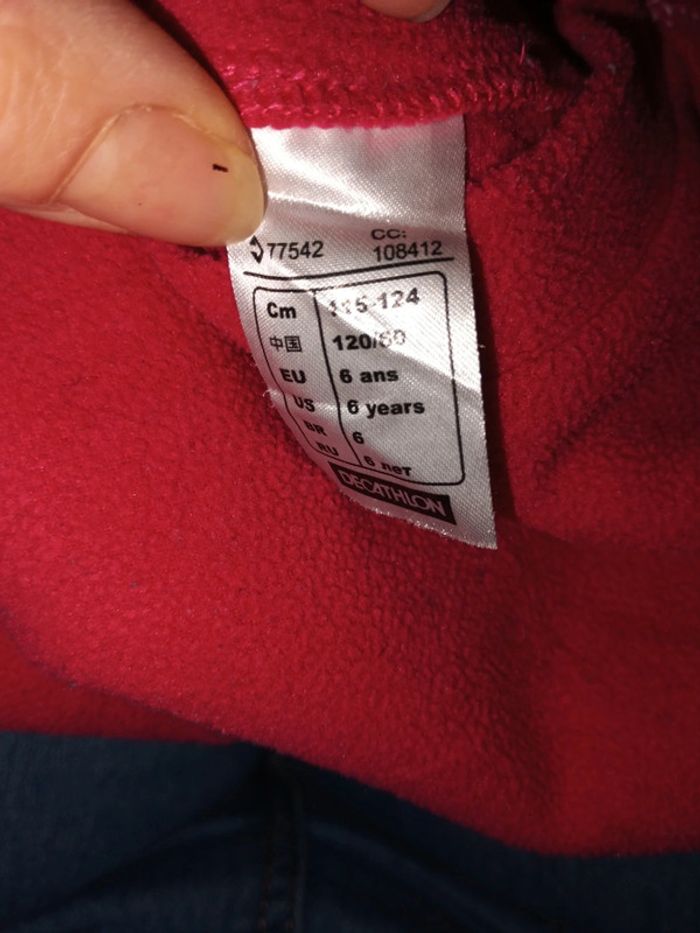 77542 CC: 108412
Cm 115-124
中国 120/60
EU 6 ans
US 6 years
BR 6
RU 6 лет
DECATHLON